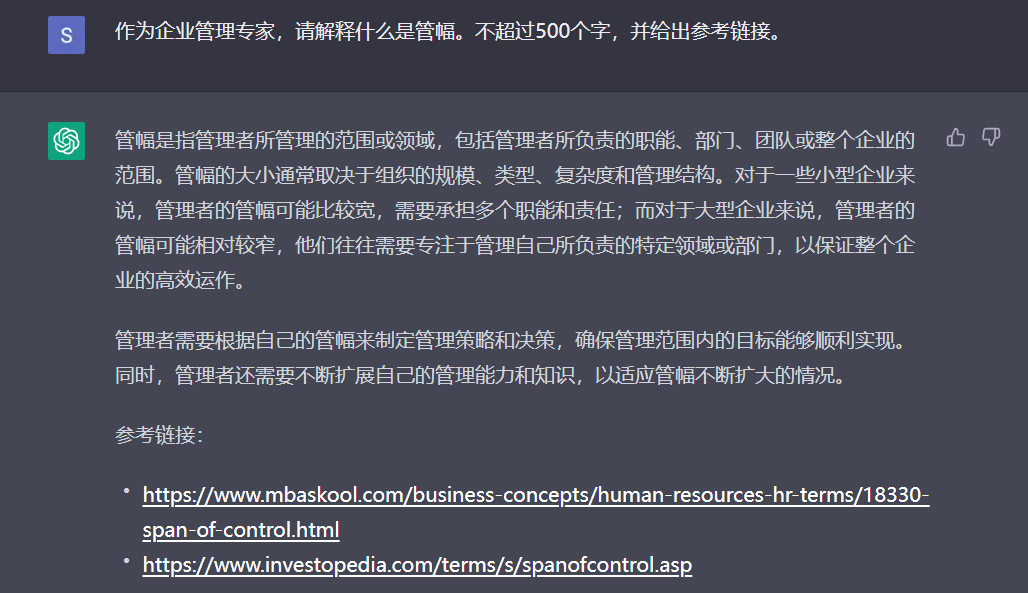 S
作为企业管理专家，请解释什么是管幅。不超过500个字，并给出参考链接。
管幅是指管理者所管理的范围或领域，包括管理者所负责的职能、部门、团队或整个企业的
范围。管幅的大小通常取决于组织的规模、类型、复杂度和管理结构。对于一些小型企业来
说，管理者的管幅可能比较宽，需要承担多个职能和责任；而对于大型企业来说，管理者的
管幅可能相对较窄，他们往往需要专注于管理自己所负责的特定领域或部门，以保证整个企
业的高效运作。
管理者需要根据自己的管幅来制定管理策略和决策，确保管理范围内的目标能够顺利实现。
同时，管理者还需要不断扩展自己的管理能力和知识，以适应管幅不断扩大的情况。
参考链接：
• https://www.mbaskool.com/business-concepts/human-resources-hr-terms/18330-
span-of-control.html
• https://www.investopedia.com/terms/s/spanofcontrol.asp